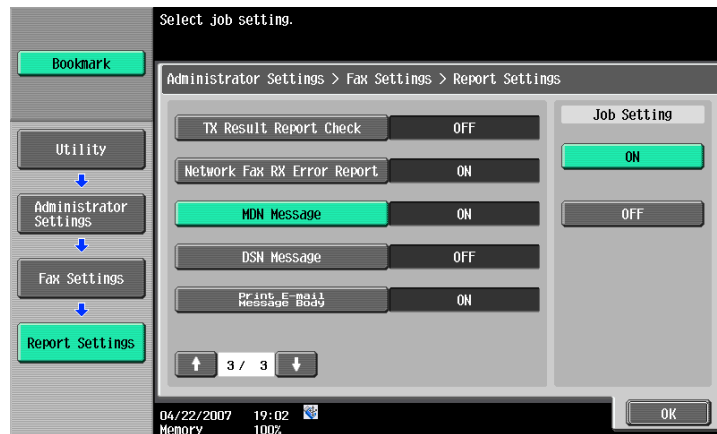 Select job setting.
Bookmark
Administrator Settings > Fax Settings > Report Settings
Utility
Administrator
Settings
Fax Settings
Report Settings
TX Result Report Check OFF
Network Fax RX Error Report ON
MDN Message ON
DSN Message OFF
Print E-mail
Message Body ON
3/ 3
Job Setting
ON
OFF
04/22/2007 19:02
Memory 100%
OK